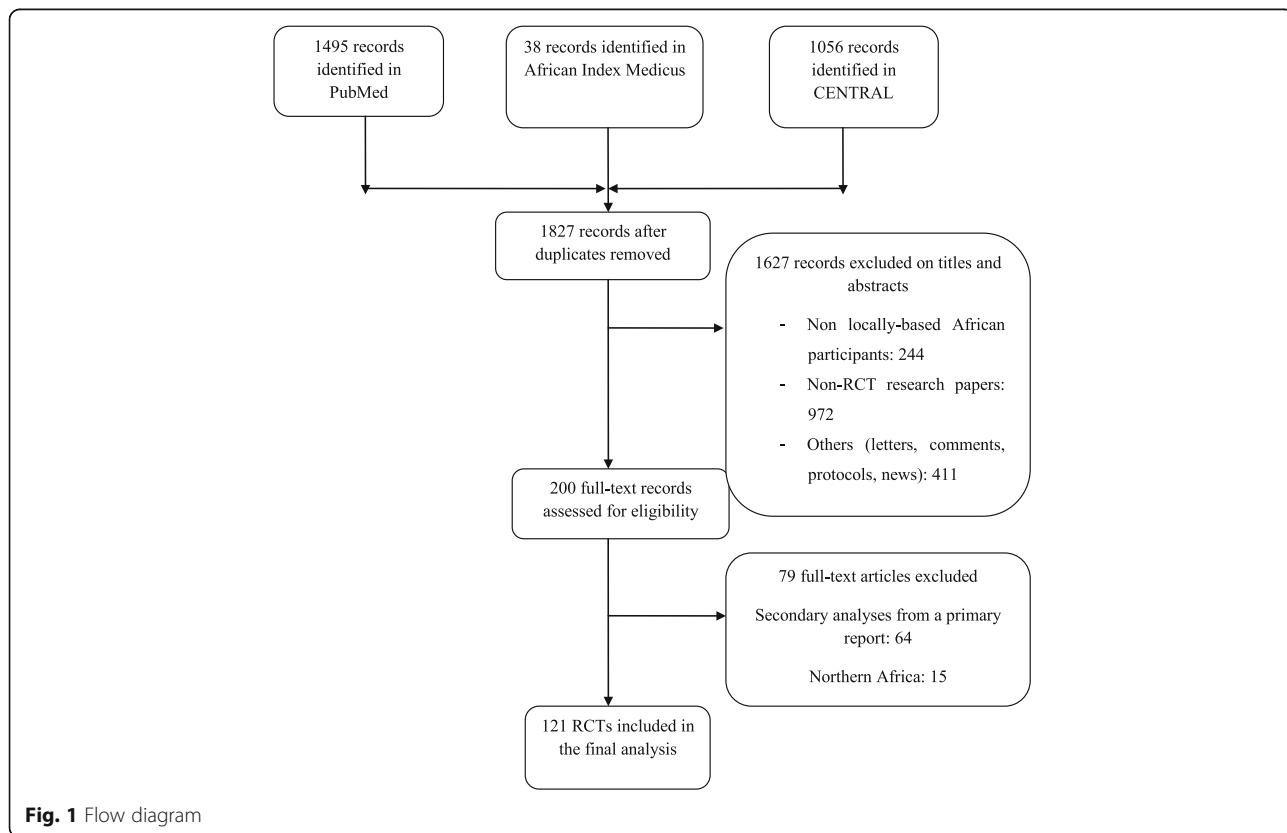 1495 records
identified in
PubMed
38 records identified in
African Index Medicus
1056 records
identified in
CENTRAL
1827 records after
duplicates removed
1627 records excluded on titles and
abstracts
- Non locally-based African
participants: 244
- Non-RCT research papers:
972
- Others (letters, comments,
protocols, news): 411
200 full-text records
assessed for eligibility
79 full-text articles excluded
Secondary analyses from a primary
report: 64
Northern Africa: 15
121 RCTs included in
the final analysis
Fig. 1 Flow diagram